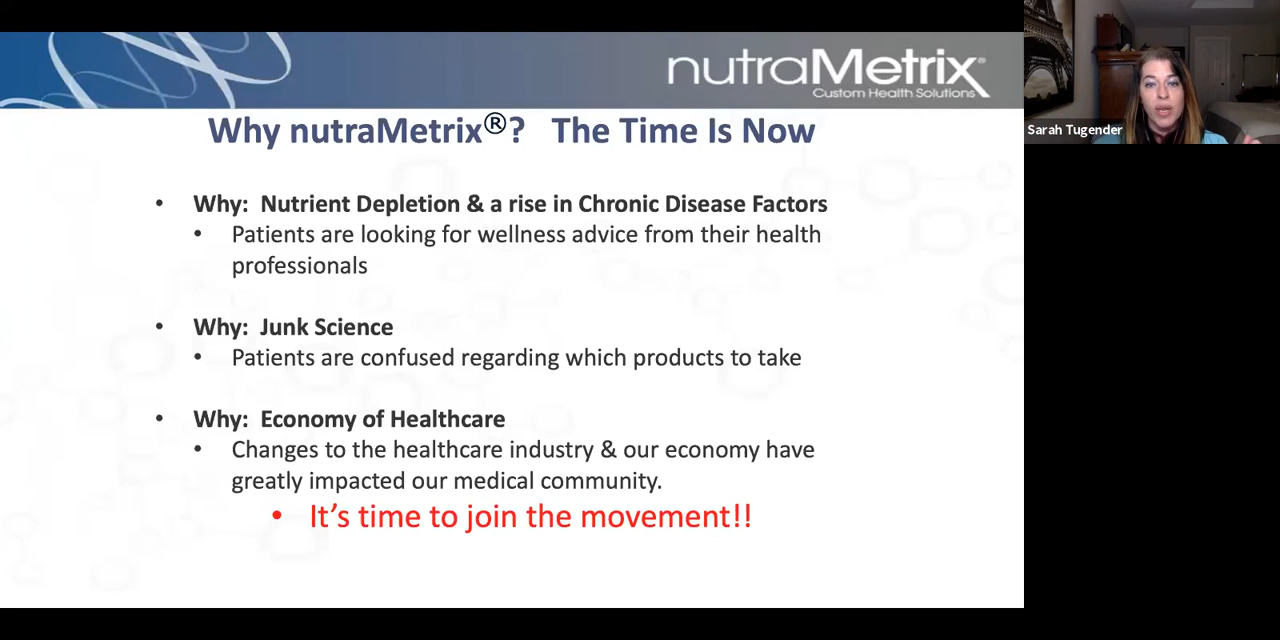 nutraMetrix®
Custom Health Solutions
Why nutraMetrix®? The Time Is Now
• Why: Nutrient Depletion & a rise in Chronic Disease Factors
• Patients are looking for wellness advice from their health
professionals
• Why: Junk Science
• Patients are confused regarding which products to take
• Why: Economy of Healthcare
• Changes to the healthcare industry & our economy have
greatly impacted our medical community.
• It's time to join the movement!!
Sarah Tugender